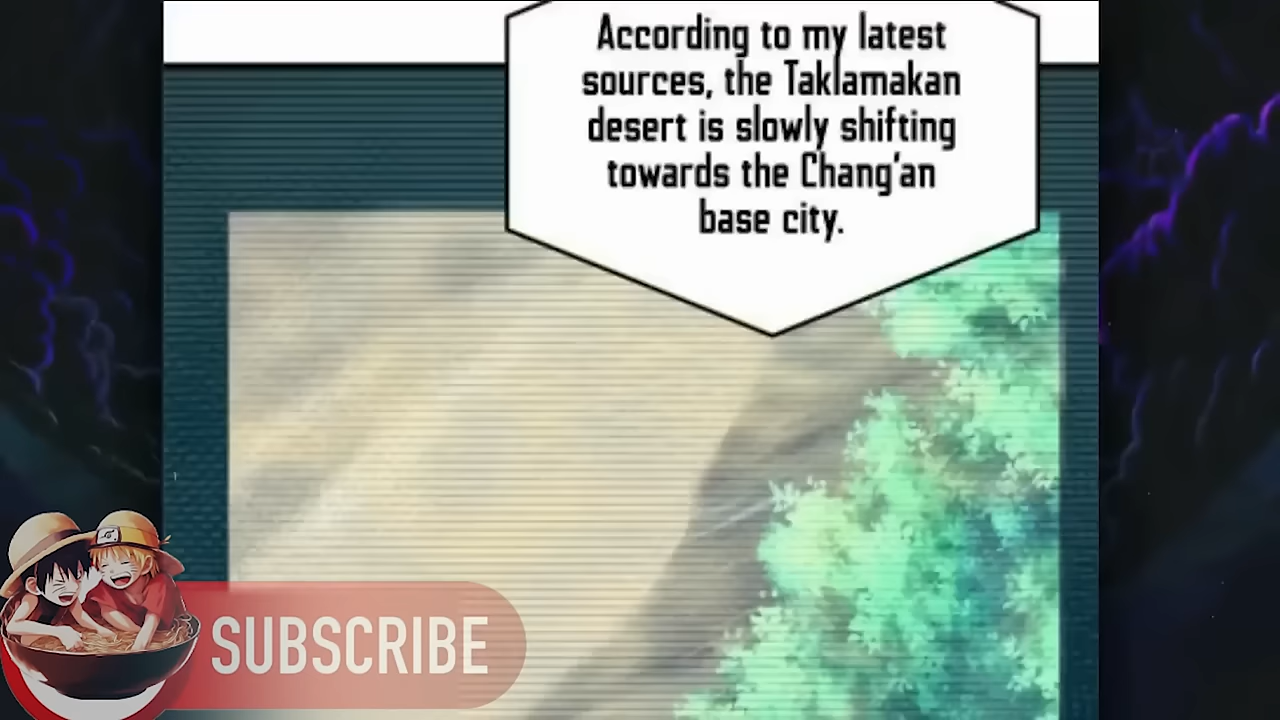 According to my latest
sources, the Taklamakan
desert is slowly shifting
towards the Chang'an
base city.
SUBSCRIBE